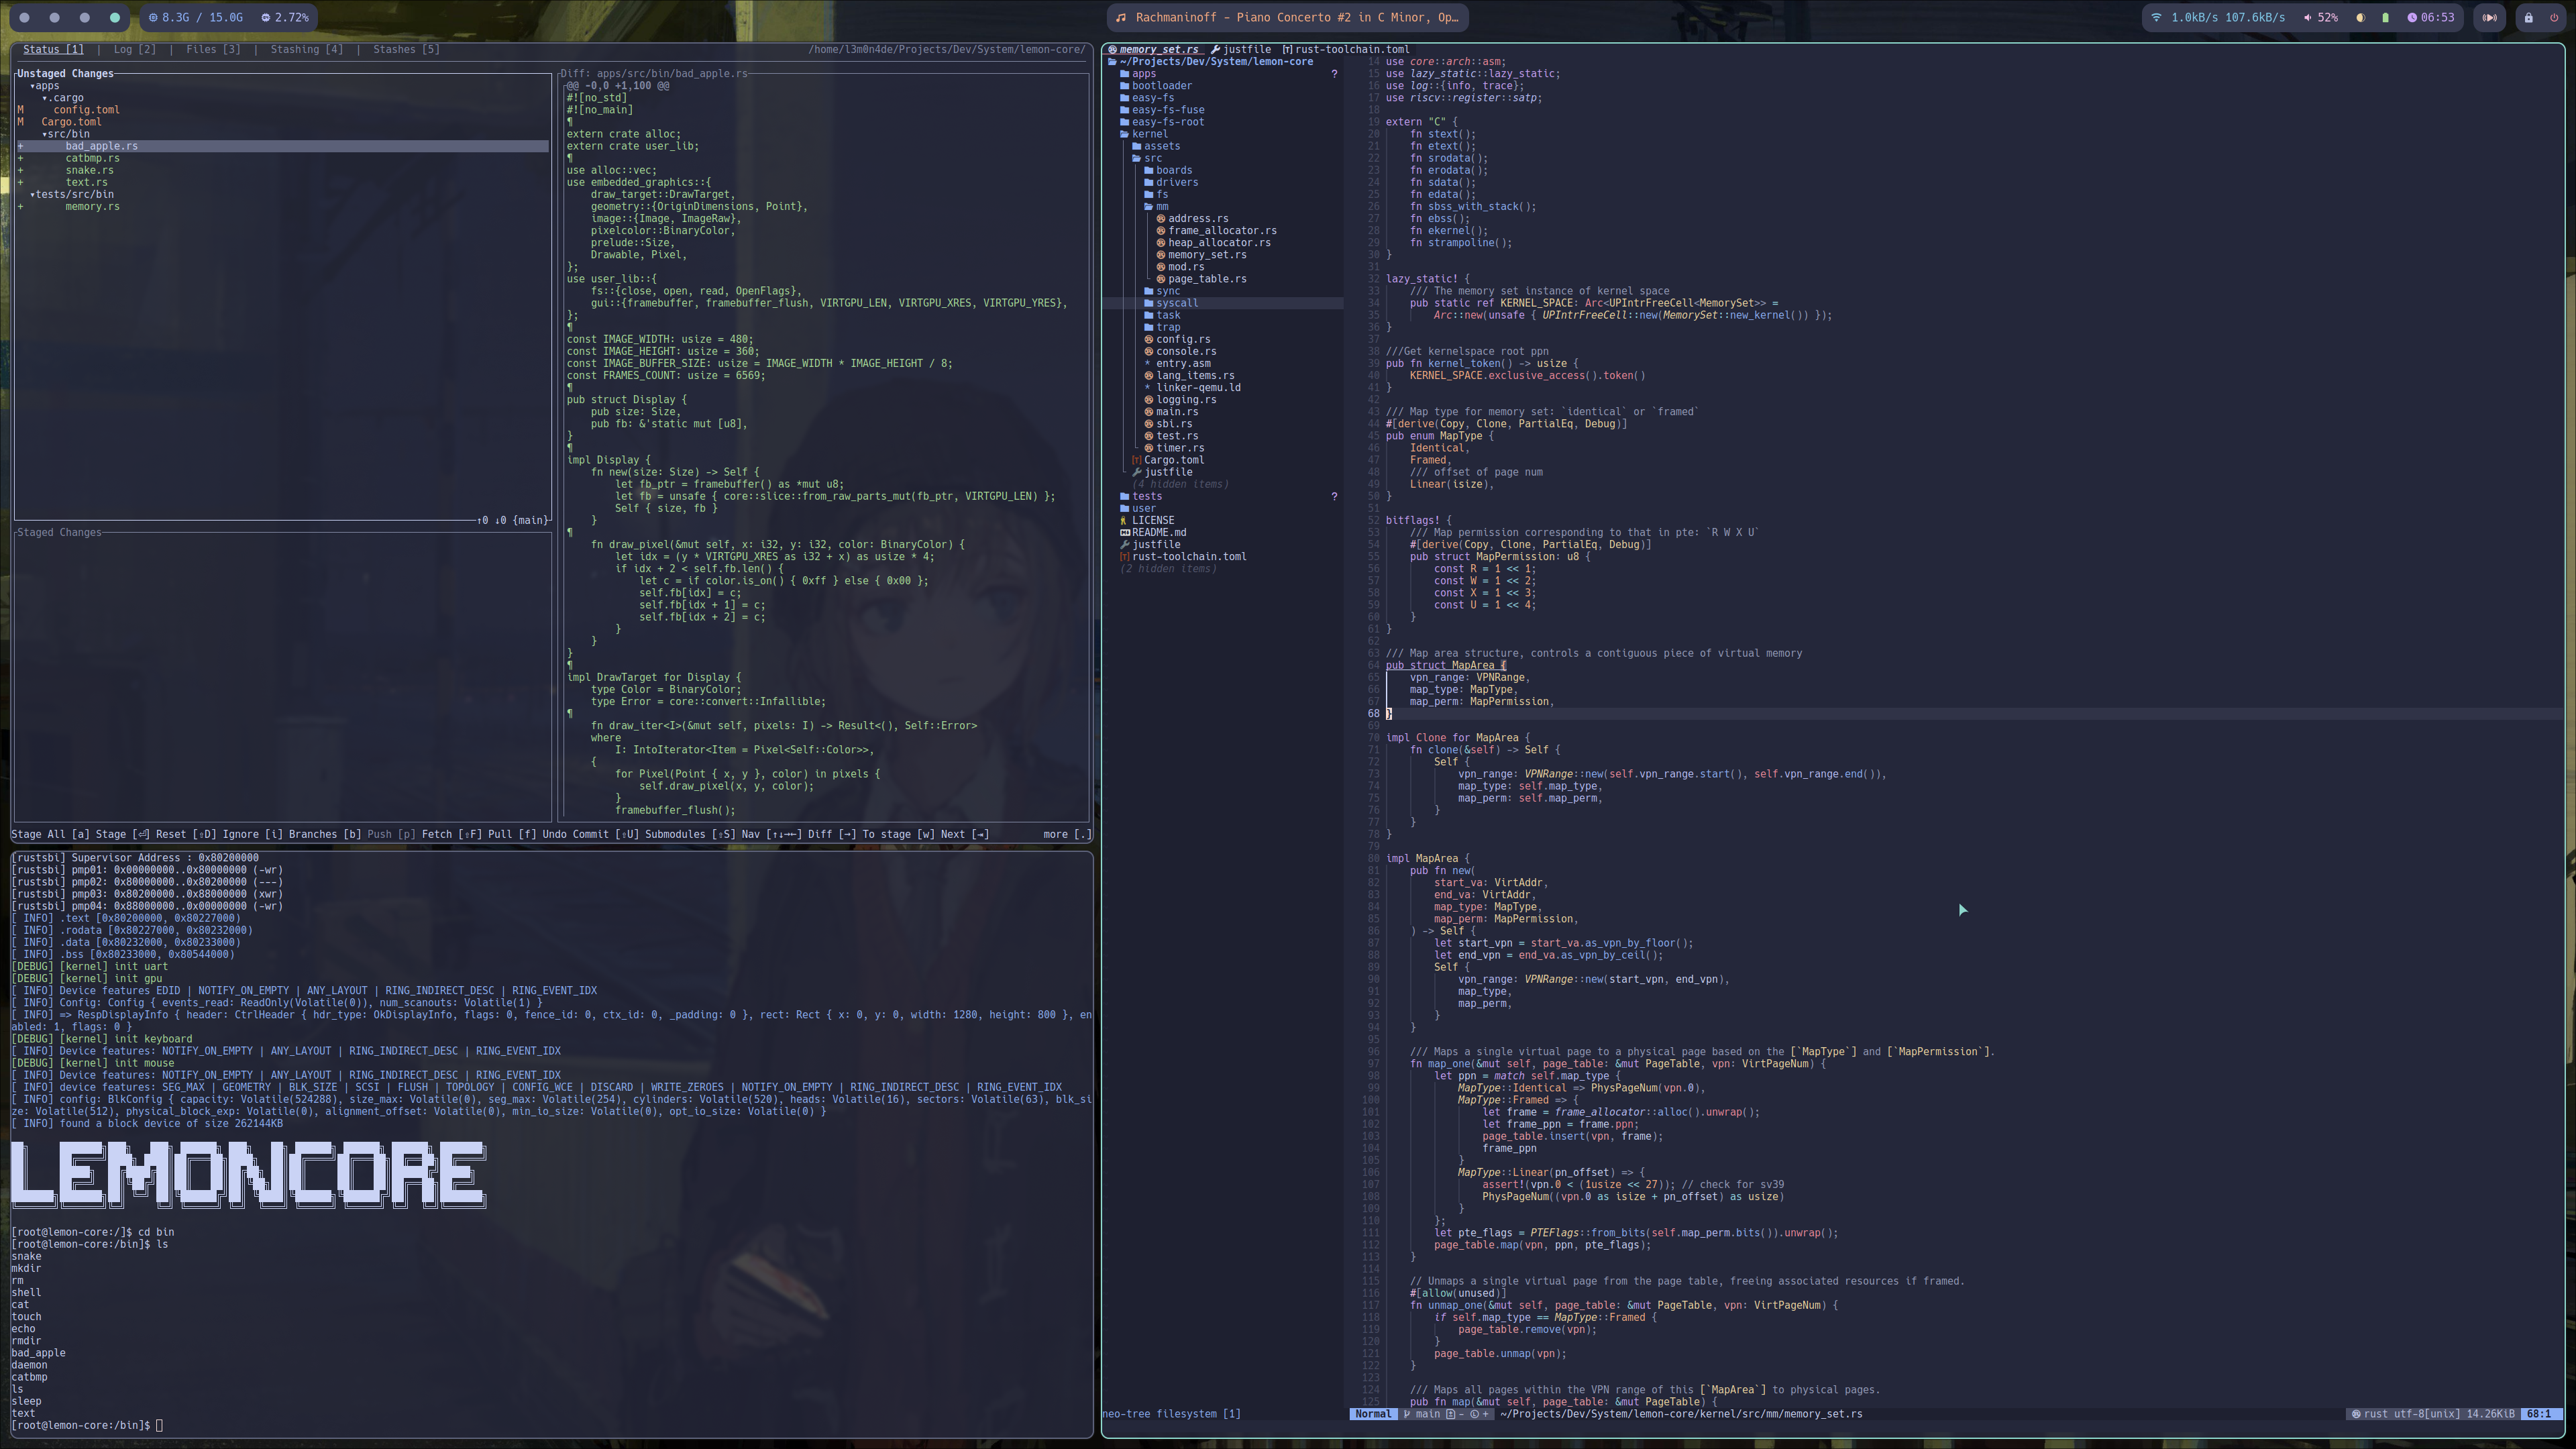 8.3G / 15.0G  2.72%
Rachmaninoff - Piano Concerto #2 in C Minor, Op…
1.0kB/s 107.6kB/s  52%  06:53
Status [1] | Log [2] | Files [3] | Stashing [4] | Stashes [5]  /home/l3m0n4de/Projects/Dev/System/lemon-core/
Unstaged Changes
▾apps
▾.cargo
M config.toml
M Cargo.toml
▾src/bin
+ bad_apple.rs
+ catbmp.rs
+ snake.rs
+ text.rs
▾tests/src/bin
+ memory.rs
↑0 ↓0 {main}
Staged Changes
Diff: apps/src/bin/bad_apple.rs
@@ -0,0 +1,100 @@
#![no_std]
#![no_main]
¶
extern crate alloc;
extern crate user_lib;
¶
use alloc::vec;
use embedded_graphics::{
draw_target::DrawTarget,
geometry::{OriginDimensions, Point},
image::{Image, ImageRaw},
pixelcolor::BinaryColor,
prelude::Size,
Drawable, Pixel,
};
use user_lib::{
fs::{close, open, read, OpenFlags},
gui::{framebuffer, framebuffer_flush, VIRTGPU_LEN, VIRTGPU_XRES, VIRTGPU_YRES},
};
¶
const IMAGE_WIDTH: usize = 480;
const IMAGE_HEIGHT: usize = 360;
const IMAGE_BUFFER_SIZE: usize = IMAGE_WIDTH * IMAGE_HEIGHT / 8;
const FRAMES_COUNT: usize = 6569;
¶
pub struct Display {
pub size: Size,
pub fb: &'static mut [u8],
}
¶
impl Display {
fn new(size: Size) -> Self {
let fb_ptr = framebuffer() as *mut u8;
let fb = unsafe { core::slice::from_raw_parts_mut(fb_ptr, VIRTGPU_LEN) };
Self { size, fb }
}
¶
fn draw_pixel(&mut self, x: i32, y: i32, color: BinaryColor) {
let idx = (y * VIRTGPU_XRES as i32 + x) as usize * 4;
if idx + 2 < self.fb.len() {
let c = if color.is_on() { 0xff } else { 0x00 };
self.fb[idx] = c;
self.fb[idx + 1] = c;
self.fb[idx + 2] = c;
}
}
}
¶
impl DrawTarget for Display {
type Color = BinaryColor;
type Error = core::convert::Infallible;
¶
fn draw_iter<I>(&mut self, pixels: I) -> Result<(), Self::Error>
where
I: IntoIterator<Item = Pixel<Self::Color>>,
{
for Pixel(Point { x, y }, color) in pixels {
self.draw_pixel(x, y, color);
}
framebuffer_flush();
Stage All [a] Stage [⏎] Reset [⇧D] Ignore [i] Branches [b] Push [p] Fetch [⇧F] Pull [f] Undo Commit [⇧U] Submodules [⇧S] Nav [↑↓→←] Diff [→] To stage [w] Next [⇥]  more [.]
[rustsbi] Supervisor Address : 0x80200000
[rustsbi] pmp01: 0x00000000..0x80000000 (-wr)
[rustsbi] pmp02: 0x80000000..0x80200000 (---)
[rustsbi] pmp03: 0x80200000..0x88000000 (xwr)
[rustsbi] pmp04: 0x88000000..0x00000000 (-wr)
[ INFO] .text [0x80200000, 0x80227000)
[ INFO] .rodata [0x80227000, 0x80232000)
[ INFO] .data [0x80232000, 0x80233000)
[ INFO] .bss [0x80233000, 0x80544000)
[DEBUG] [kernel] init uart
[DEBUG] [kernel] init gpu
[ INFO] Device features EDID | NOTIFY_ON_EMPTY | ANY_LAYOUT | RING_INDIRECT_DESC | RING_EVENT_IDX
[ INFO] Config: Config { events_read: ReadOnly(Volatile(0)), num_scanouts: Volatile(1) }
[ INFO] => RespDisplayInfo { header: CtrlHeader { hdr_type: OkDisplayInfo, flags: 0, fence_id: 0, ctx_id: 0, _padding: 0 }, rect: Rect { x: 0, y: 0, width: 1280, height: 800 }, en
abled: 1, flags: 0 }
[DEBUG] [kernel] init keyboard
[ INFO] Device features: NOTIFY_ON_EMPTY | ANY_LAYOUT | RING_INDIRECT_DESC | RING_EVENT_IDX
[DEBUG] [kernel] init mouse
[ INFO] Device features: NOTIFY_ON_EMPTY | ANY_LAYOUT | RING_INDIRECT_DESC | RING_EVENT_IDX
[ INFO] device features: SEG_MAX | GEOMETRY | BLK_SIZE | SCSI | FLUSH | TOPOLOGY | CONFIG_WCE | DISCARD | WRITE_ZEROES | NOTIFY_ON_EMPTY | RING_INDIRECT_DESC | RING_EVENT_IDX
[ INFO] config: BlkConfig { capacity: Volatile(524288), size_max: Volatile(0), seg_max: Volatile(254), cylinders: Volatile(520), heads: Volatile(16), sectors: Volatile(63), blk_si
ze: Volatile(512), physical_block_exp: Volatile(0), alignment_offset: Volatile(0), min_io_size: Volatile(0), opt_io_size: Volatile(0) }
[ INFO] found a block device of size 262144KB
LEMONCORE
[root@lemon-core:/]$ cd bin
[root@lemon-core:/bin]$ ls
snake
mkdir
rm
shell
cat
touch
echo
rmdir
bad_apple
daemon
catbmp
ls
sleep
text
[root@lemon-core:/bin]$
memory_set.rs  justfile  rust-toolchain.toml
~/Projects/Dev/System/lemon-core
apps ?
bootloader
easy-fs
easy-fs-fuse
easy-fs-root
kernel
assets
src
boards
drivers
fs
mm
address.rs
frame_allocator.rs
heap_allocator.rs
memory_set.rs
mod.rs
page_table.rs
sync
syscall
task
trap
config.rs
console.rs
* entry.asm
lang_items.rs
* linker-qemu.ld
logging.rs
main.rs
sbi.rs
test.rs
timer.rs
Cargo.toml
justfile
(4 hidden items)
tests ?
user
LICENSE
README.md
justfile
rust-toolchain.toml
(2 hidden items)
14 use core::arch::asm;
15 use lazy_static::lazy_static;
16 use log::{info, trace};
17 use riscv::register::satp;
18
19 extern "C" {
20 fn stext();
21 fn etext();
22 fn srodata();
23 fn erodata();
24 fn sdata();
25 fn edata();
26 fn sbss_with_stack();
27 fn ebss();
28 fn ekernel();
29 fn strampoline();
30 }
31
32 lazy_static! {
33 /// The memory set instance of kernel space
34 pub static ref KERNEL_SPACE: Arc<UPIntrFreeCell<MemorySet>> =
35 Arc::new(unsafe { UPIntrFreeCell::new(MemorySet::new_kernel()) });
36 }
37
38 ///Get kernelspace root ppn
39 pub fn kernel_token() -> usize {
40 KERNEL_SPACE.exclusive_access().token()
41 }
42
43 /// Map type for memory set: `identical` or `framed`
44 #[derive(Copy, Clone, PartialEq, Debug)]
45 pub enum MapType {
46 Identical,
47 Framed,
48 /// offset of page num
49 Linear(isize),
50 }
51
52 bitflags! {
53 /// Map permission corresponding to that in pte: `R W X U`
54 #[derive(Copy, Clone, PartialEq, Debug)]
55 pub struct MapPermission: u8 {
56 const R = 1 << 1;
57 const W = 1 << 2;
58 const X = 1 << 3;
59 const U = 1 << 4;
60 }
61 }
62
63 /// Map area structure, controls a contiguous piece of virtual memory
64 pub struct MapArea {
65 vpn_range: VPNRange,
66 map_type: MapType,
67 map_perm: MapPermission,
68 }
69
70 impl Clone for MapArea {
71 fn clone(&self) -> Self {
72 Self {
73 vpn_range: VPNRange::new(self.vpn_range.start(), self.vpn_range.end()),
74 map_type: self.map_type,
75 map_perm: self.map_perm,
76 }
77 }
78 }
79
80 impl MapArea {
81 pub fn new(
82 start_va: VirtAddr,
83 end_va: VirtAddr,
84 map_type: MapType,
85 map_perm: MapPermission,
86 ) -> Self {
87 let start_vpn = start_va.as_vpn_by_floor();
88 let end_vpn = end_va.as_vpn_by_ceil();
89 Self {
90 vpn_range: VPNRange::new(start_vpn, end_vpn),
91 map_type,
92 map_perm,
93 }
94 }
95
96 /// Maps a single virtual page to a physical page based on the [`MapType`] and [`MapPermission`].
97 fn map_one(&mut self, page_table: &mut PageTable, vpn: VirtPageNum) {
98 let ppn = match self.map_type {
99 MapType::Identical => PhysPageNum(vpn.0),
100 MapType::Framed => {
101 let frame = frame_allocator::alloc().unwrap();
102 let frame_ppn = frame.ppn;
103 page_table.insert(vpn, frame);
104 frame_ppn
105 }
106 MapType::Linear(pn_offset) => {
107 assert!(vpn.0 < (1usize << 27)); // check for sv39
108 PhysPageNum((vpn.0 as isize + pn_offset) as usize)
109 }
110 };
111 let pte_flags = PTEFlags::from_bits(self.map_perm.bits()).unwrap();
112 page_table.map(vpn, ppn, pte_flags);
113 }
114
115 // Unmaps a single virtual page from the page table, freeing associated resources if framed.
116 #[allow(unused)]
117 fn unmap_one(&mut self, page_table: &mut PageTable, vpn: VirtPageNum) {
118 if self.map_type == MapType::Framed {
119 page_table.remove(vpn);
120 }
121 page_table.unmap(vpn);
122 }
123
124 /// Maps all pages within the VPN range of this [`MapArea`] to physical pages.
125 pub fn map(&mut self, page_table: &mut PageTable) {
neo-tree filesystem [1]
Normal  main  ~/Projects/Dev/System/lemon-core/kernel/src/mm/memory_set.rs  rust utf-8[unix] 14.26KiB 68:1